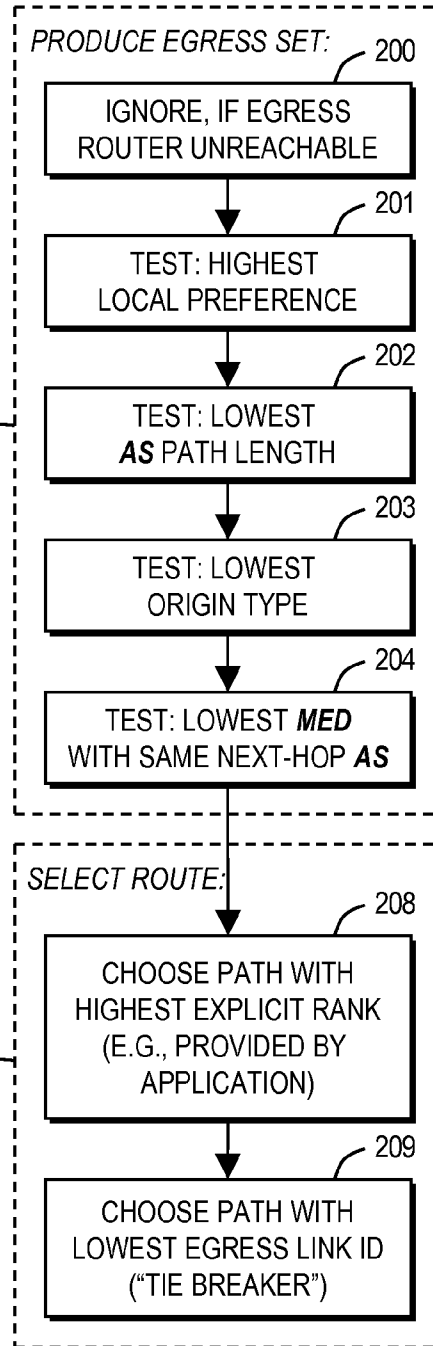 PRODUCE EGRESS SET:
200
IGNORE, IF EGRESS
ROUTER UNREACHABLE
201
TEST: HIGHEST
LOCAL PREFERENCE
202
TEST: LOWEST
AS PATH LENGTH
203
TEST: LOWEST
ORIGIN TYPE
204
TEST: LOWEST MED
WITH SAME NEXT-HOP AS
SELECT ROUTE:
208
CHOOSE PATH WITH
HIGHEST EXPLICIT RANK
(E.G., PROVIDED BY
APPLICATION)
209
CHOOSE PATH WITH
LOWEST EGRESS LINK ID
(“TIE BREAKER”)